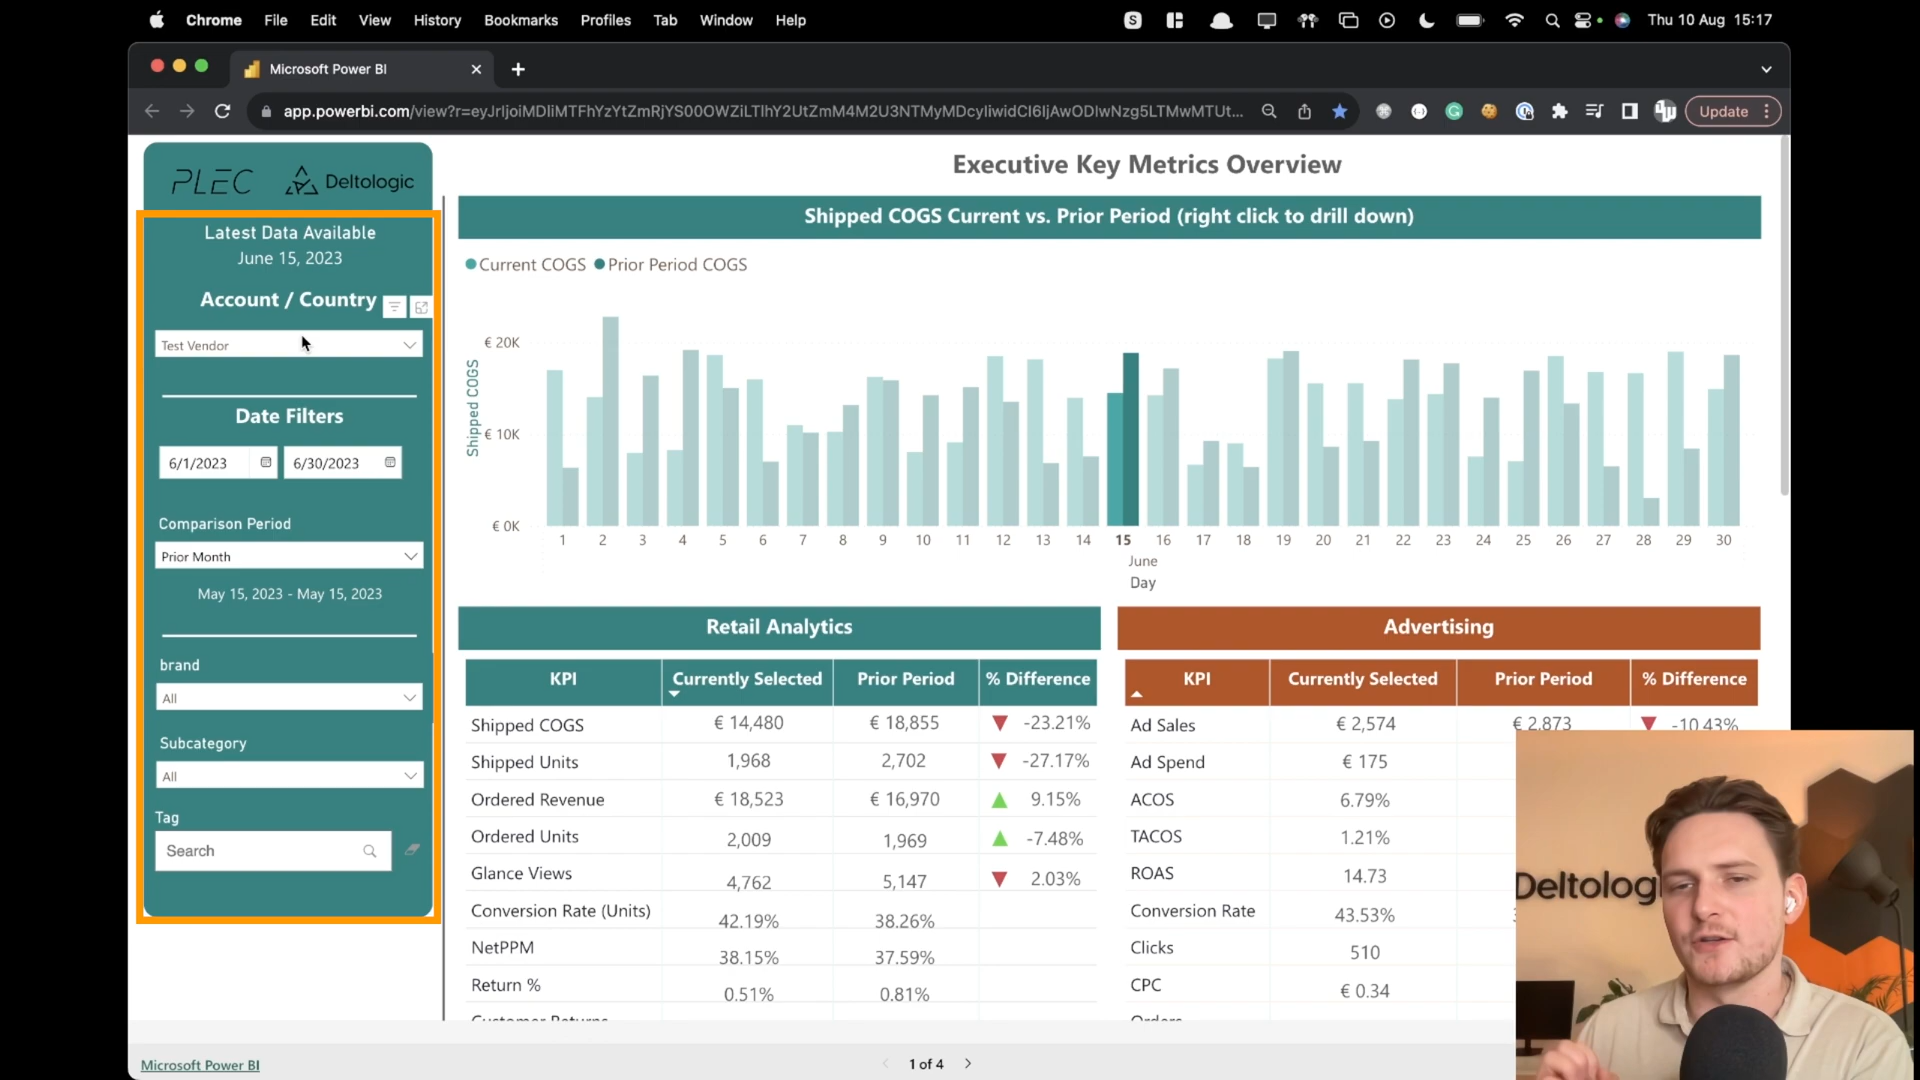 Chrome File Edit View History Bookmarks Profiles Tab Window Help
S
Thu 10 Aug 15:17
Microsoft Power BI
Update
PLEC Deltologic
Latest Data Available
June 15, 2023
Account / Country
Test Vendor
Date Filters
6/1/2023 6/30/2023
Comparison Period
Prior Month
May 15, 2023 - May 15, 2023
brand
All
Subcategory
All
Tag
Search
Executive Key Metrics Overview
Shipped COGS Current vs. Prior Period (right click to drill down)
Current COGS Prior Period COGS
Shipped COGS
€ 20K
€ 10K
€ 0K
1 2 3 4 5 6 7 8 9 10 11 12 13 14 15 16 17 18 19 20 21 22 23 24 25 26 27 28 29 30
June
Day
Retail Analytics
KPI Currently Selected Prior Period % Difference
Shipped COGS € 14,480 € 18,855 -23.21%
Shipped Units 1,968 2,702 -27.17%
Ordered Revenue € 18,523 € 16,970 9.15%
Ordered Units 2,009 1,969 -7.48%
Glance Views 4,762 5,147 2.03%
Conversion Rate (Units) 42.19% 38.26%
NetPPM 38.15% 37.59%
Return % 0.51% 0.81%
Customer Returns
Advertising
KPI Currently Selected Prior Period % Difference
Ad Sales € 2,574 € 2,873 -10.43%
Ad Spend € 175
ACOS 6.79%
TACOS 1.21%
ROAS 14.73
Conversion Rate 43.53%
Clicks 510
CPC € 0.34
Orders
Deltolog
Microsoft Power BI
1 of 4